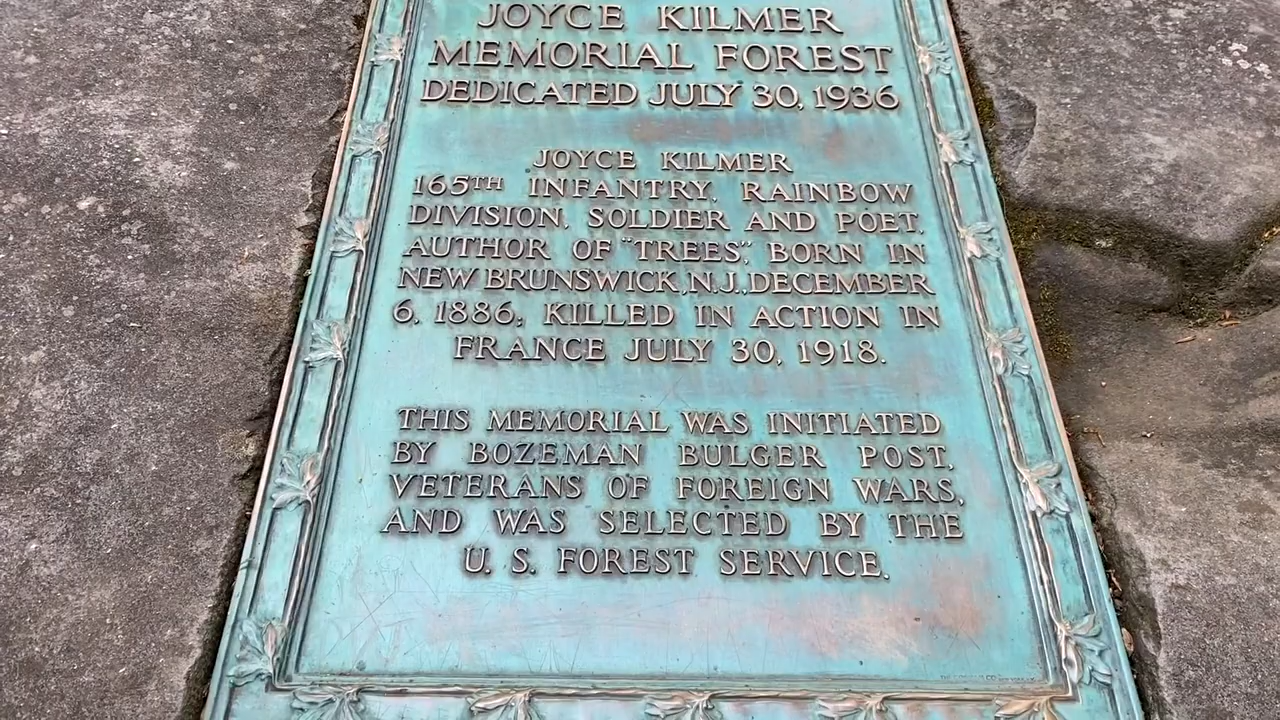 JOYCE KILMER
MEMORIAL FOREST
DEDICATED JULY 30, 1936
JOYCE KILMER
165TH INFANTRY, RAINBOW
DIVISION, SOLDIER AND POET,
AUTHOR OF "TREES", BORN IN
NEW BRUNSWICK, N.J., DECEMBER
6, 1886; KILLED IN ACTION IN
FRANCE JULY 30, 1918.
THIS MEMORIAL WAS INITIATED
BY BOZEMAN BULGER POST,
VETERANS OF FOREIGN WARS,
AND WAS SELECTED BY THE
U. S. FOREST SERVICE.